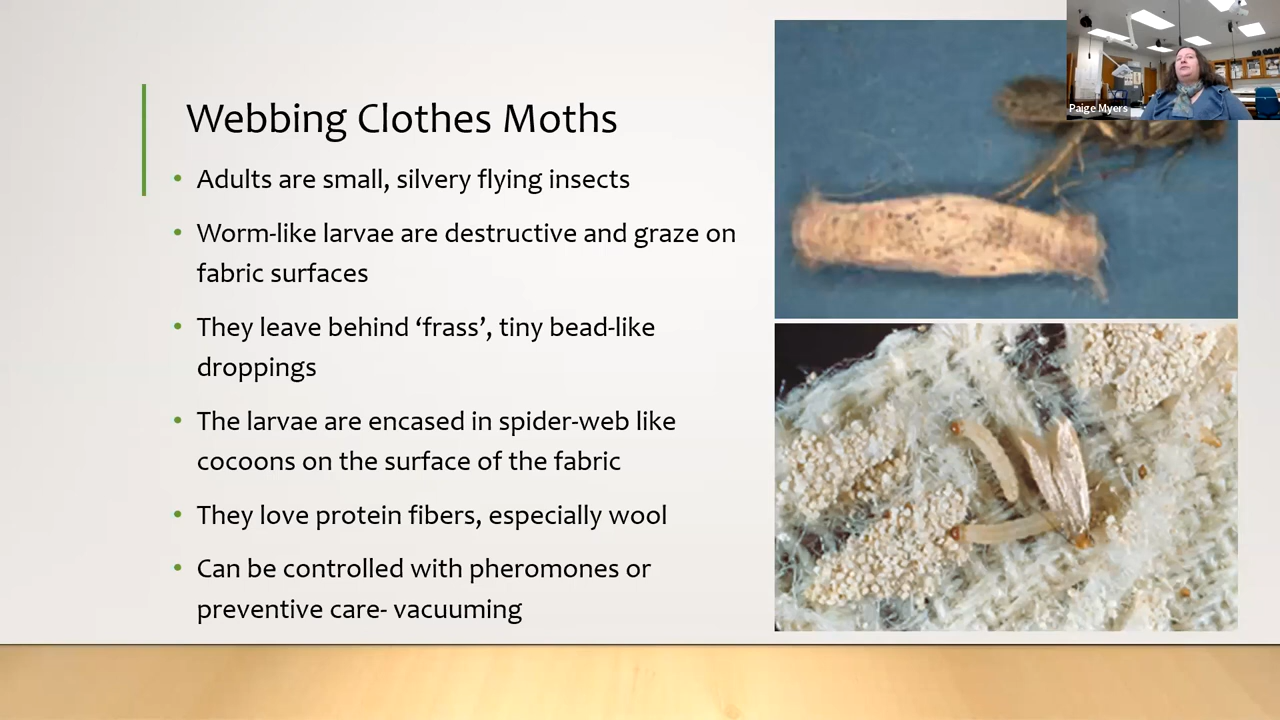 Webbing Clothes Moths
• Adults are small, silvery flying insects
• Worm-like larvae are destructive and graze on
fabric surfaces
• They leave behind ‘frass’, tiny bead-like
droppings
• The larvae are encased in spider-web like
cocoons on the surface of the fabric
• They love protein fibers, especially wool
• Can be controlled with pheromones or
preventive care- vacuuming
Paige Myers